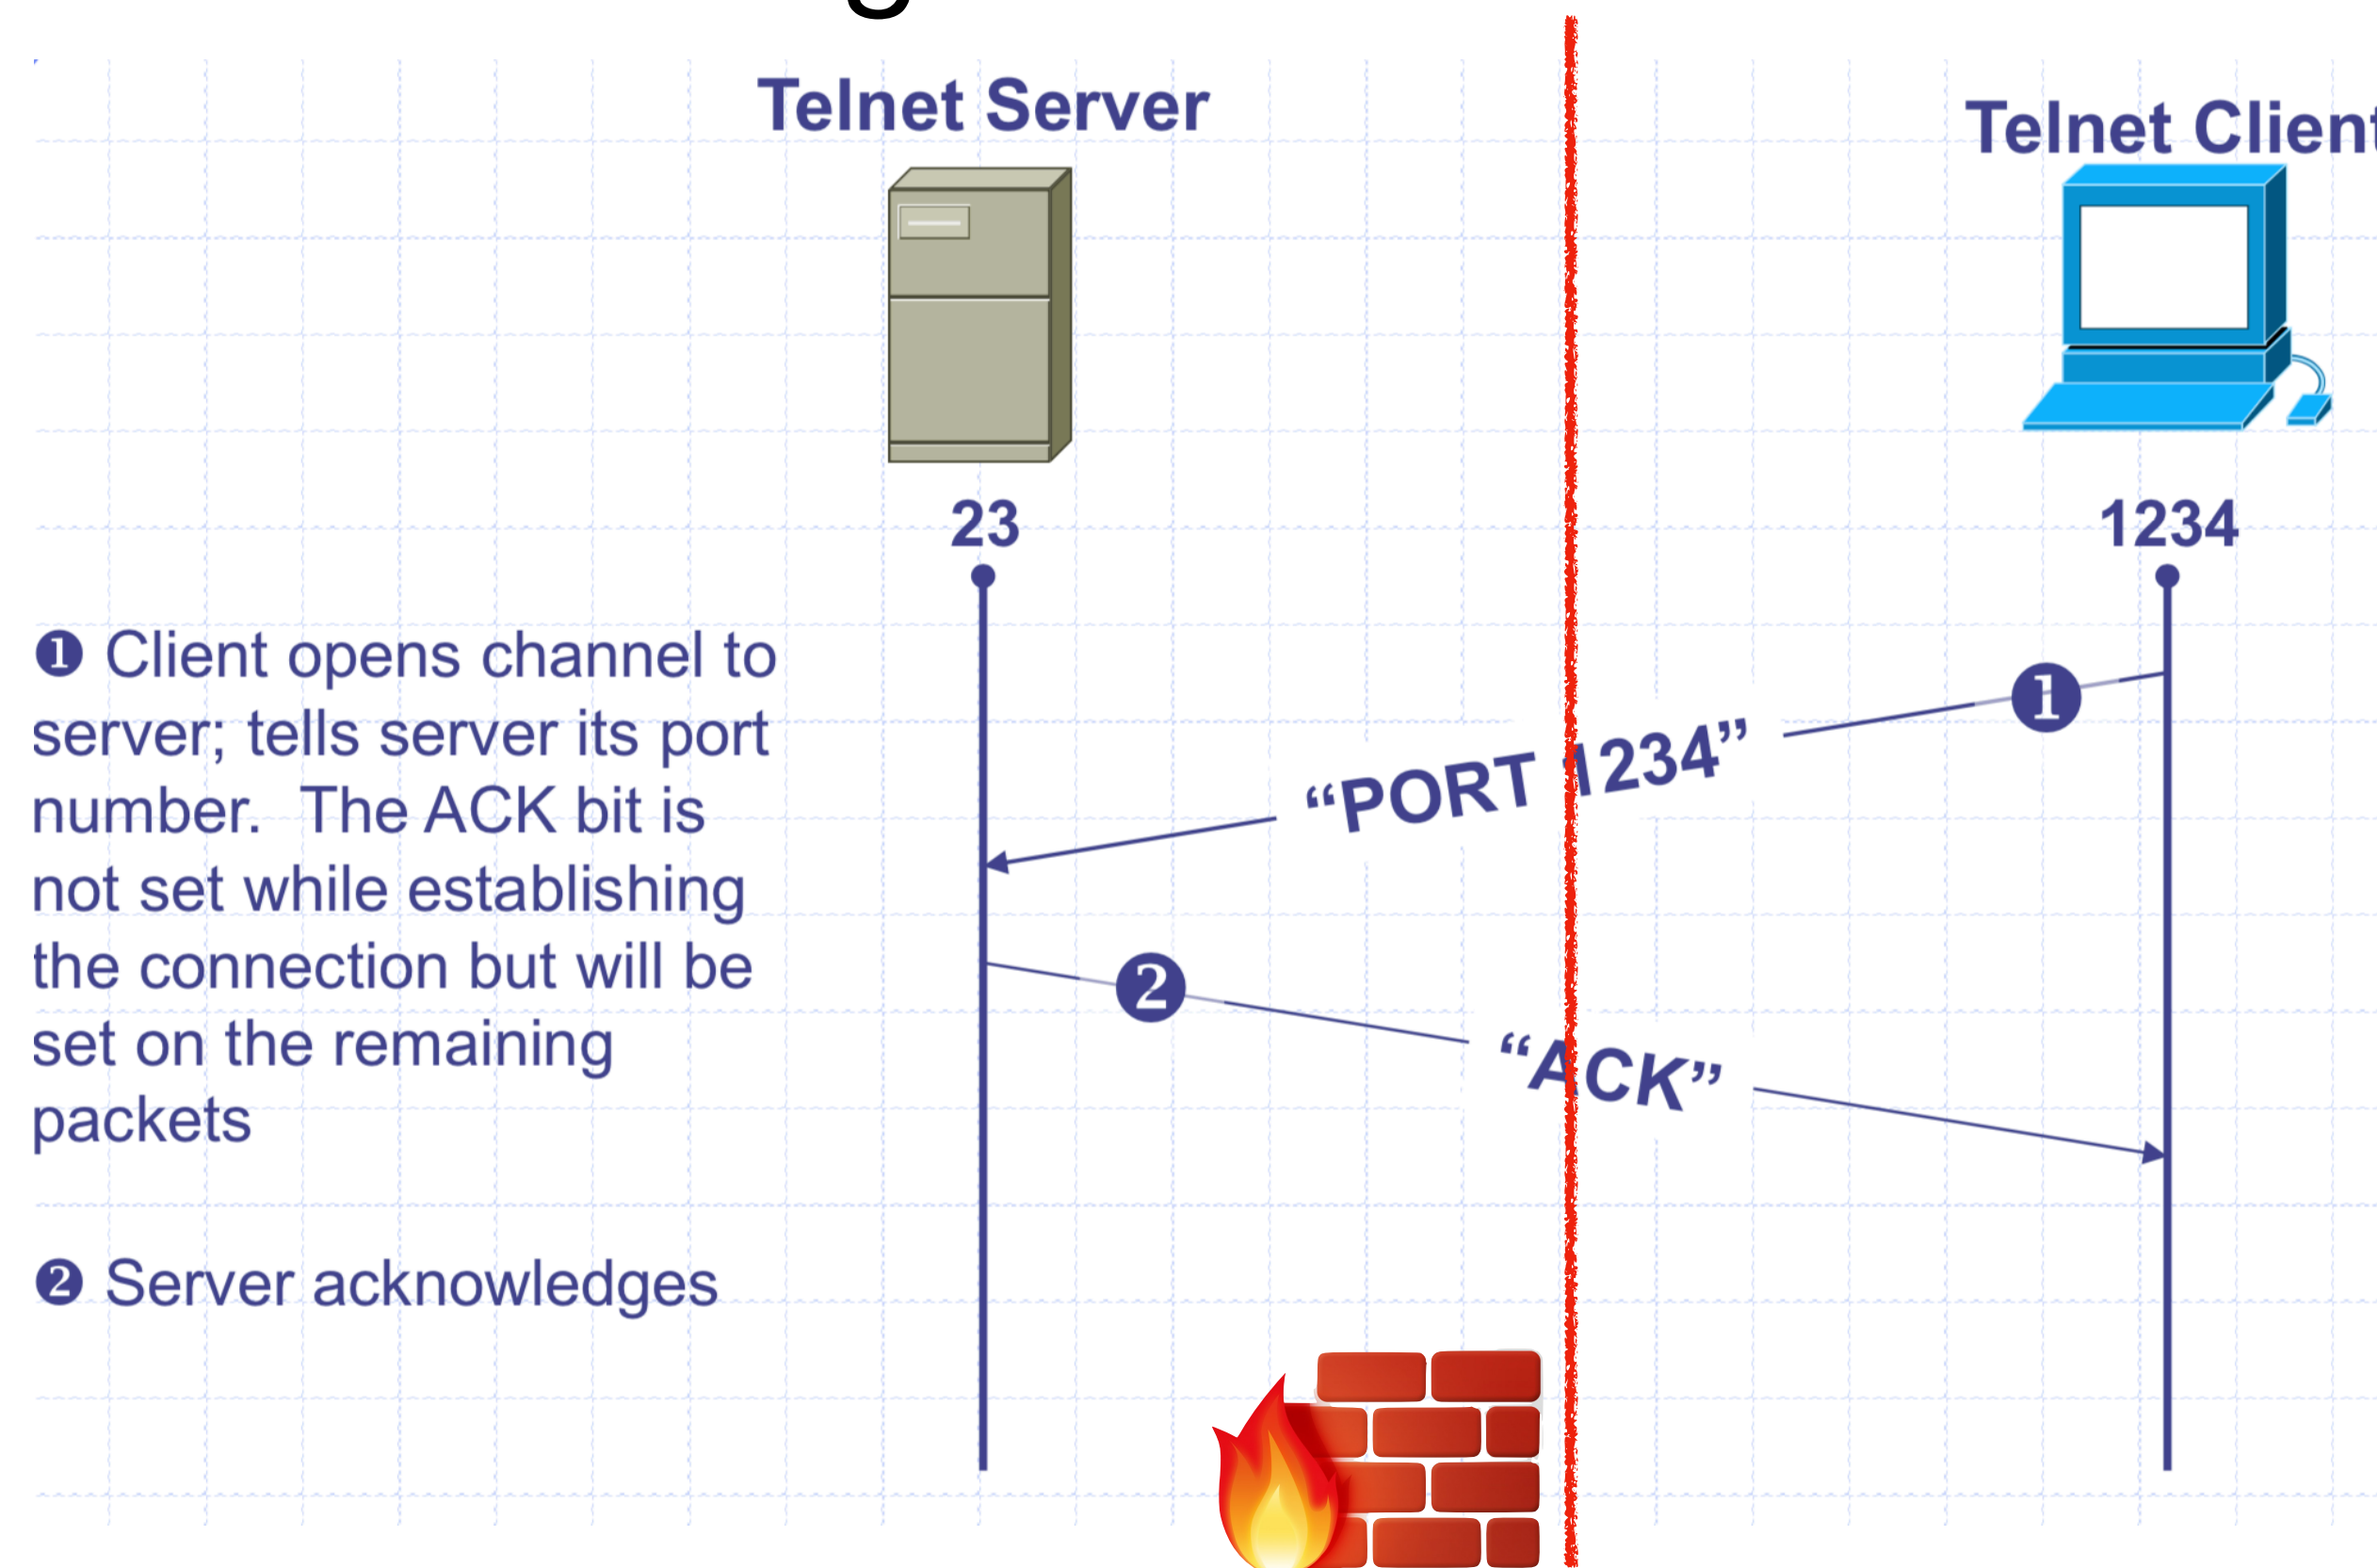 Telnet Server
Telnet Client
23
1234
❶ Client opens channel to
server; tells server its port
number. The ACK bit is
not set while establishing
the connection but will be
set on the remaining
packets
❶
“PORT 1234”
❷
“ACK”
❷ Server acknowledges